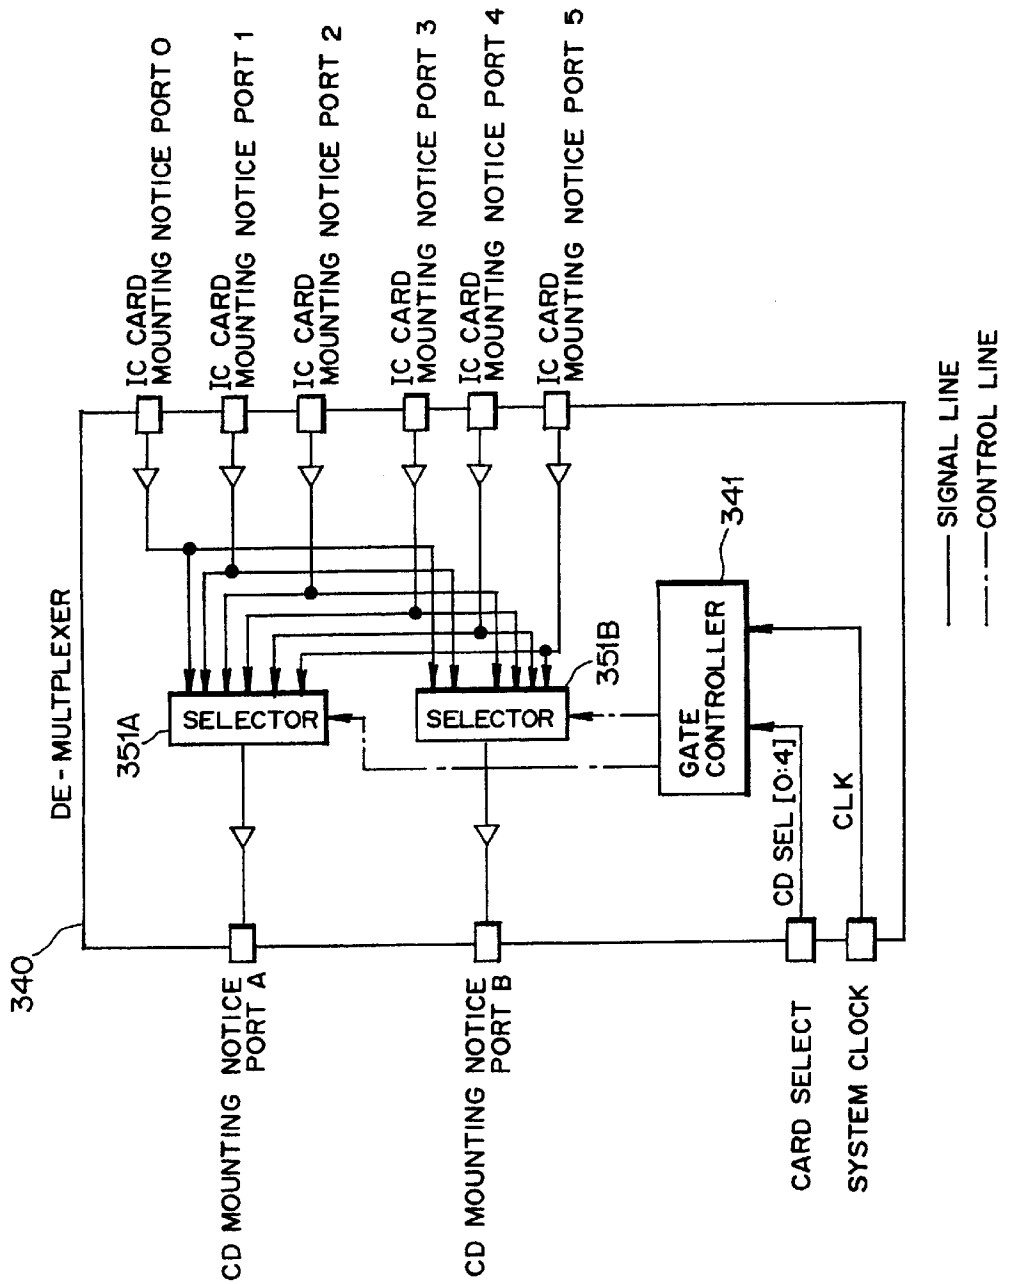 340
DE-MULTPLEXER
IC CARD
MOUNTING NOTICE PORT 0
IC CARD
MOUNTING NOTICE PORT 1
IC CARD
MOUNTING NOTICE PORT 2
IC CARD
MOUNTING NOTICE PORT 3
IC CARD
MOUNTING NOTICE PORT 4
IC CARD
MOUNTING NOTICE PORT 5
351A
SELECTOR
351B
SELECTOR
341
GATE
CONTROLLER
CD SEL [0:4]
CLK
CD MOUNTING NOTICE
PORT A
CD MOUNTING NOTICE
PORT B
CARD SELECT
SYSTEM CLOCK
SIGNAL LINE
CONTROL LINE